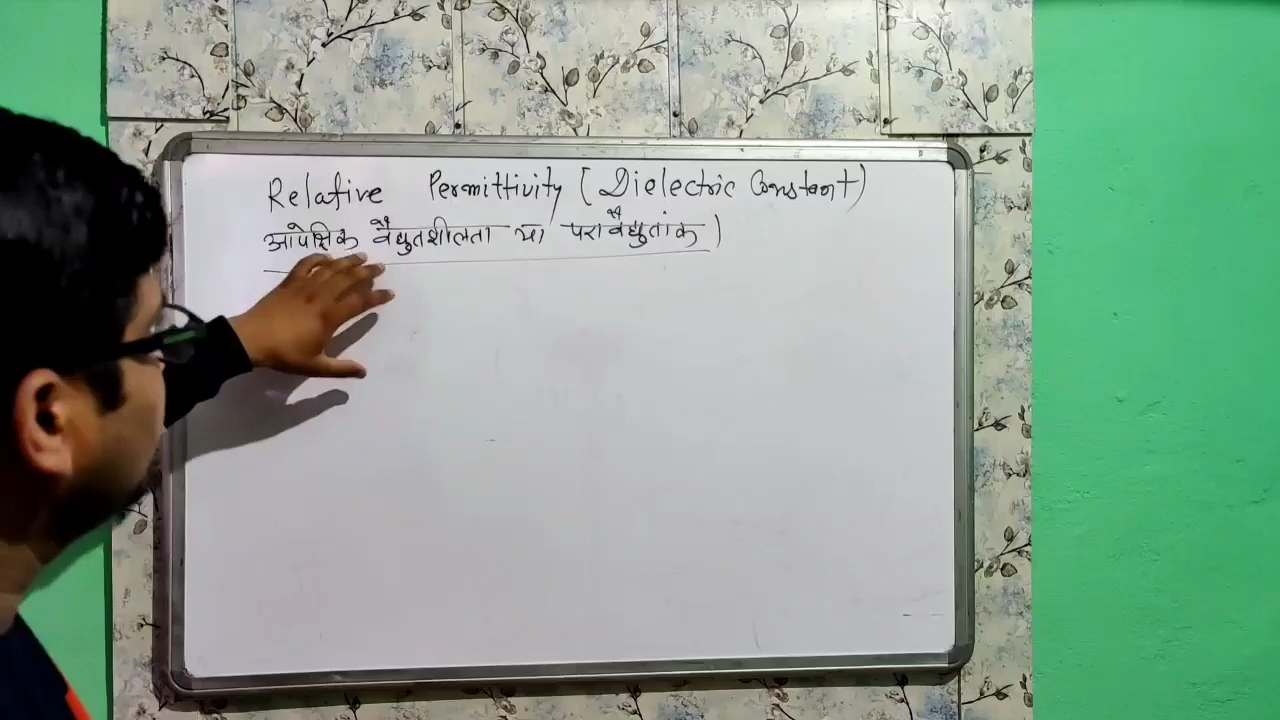 Relative Permittivity (Dielectric Constant)
आपेक्षिक वैद्युतशीलता या परावैद्युतांक)